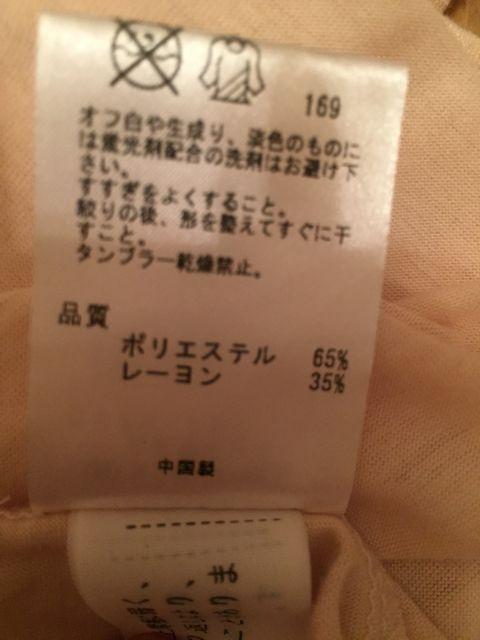 169
オフ白や生成り、淡色のものに
は蛍光剤配合の洗剤はお避け下
さい。
すすぎをよくすること。
絞りの後、形を整えてすぐに干
すこと。
タンブラー乾燥禁止。
品質
ポリエステル 65%
レーヨン 35%
中国製